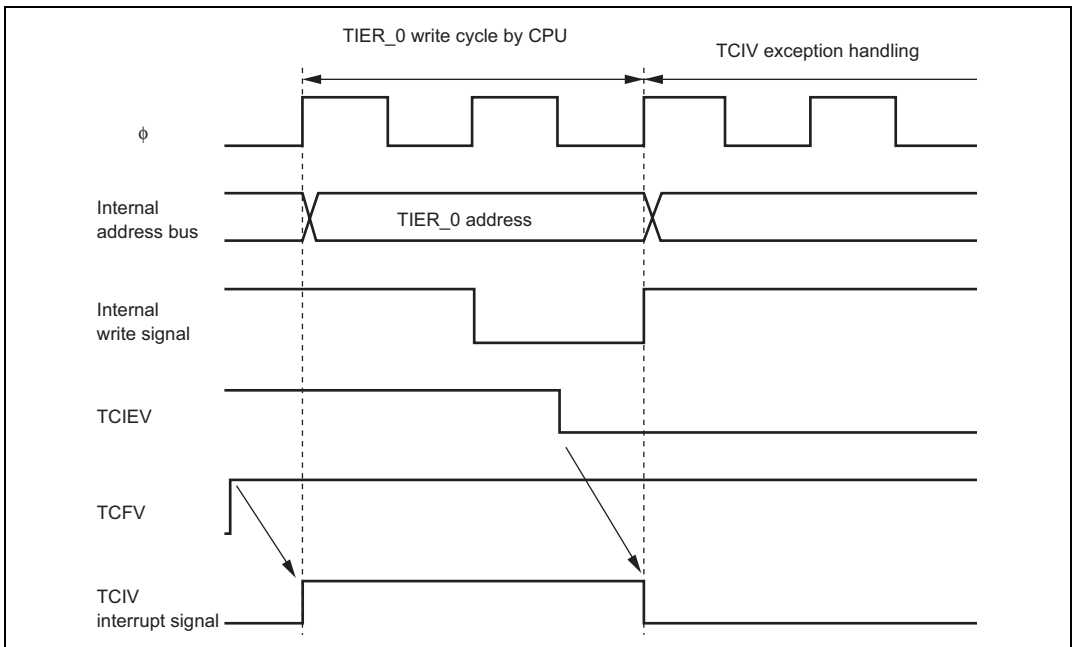 TIER_0 write cycle by CPU
TCIV exception handling
ϕ
Internal
address bus
TIER_0 address
Internal
write signal
TCIEV
TCFV
TCIV
interrupt signal